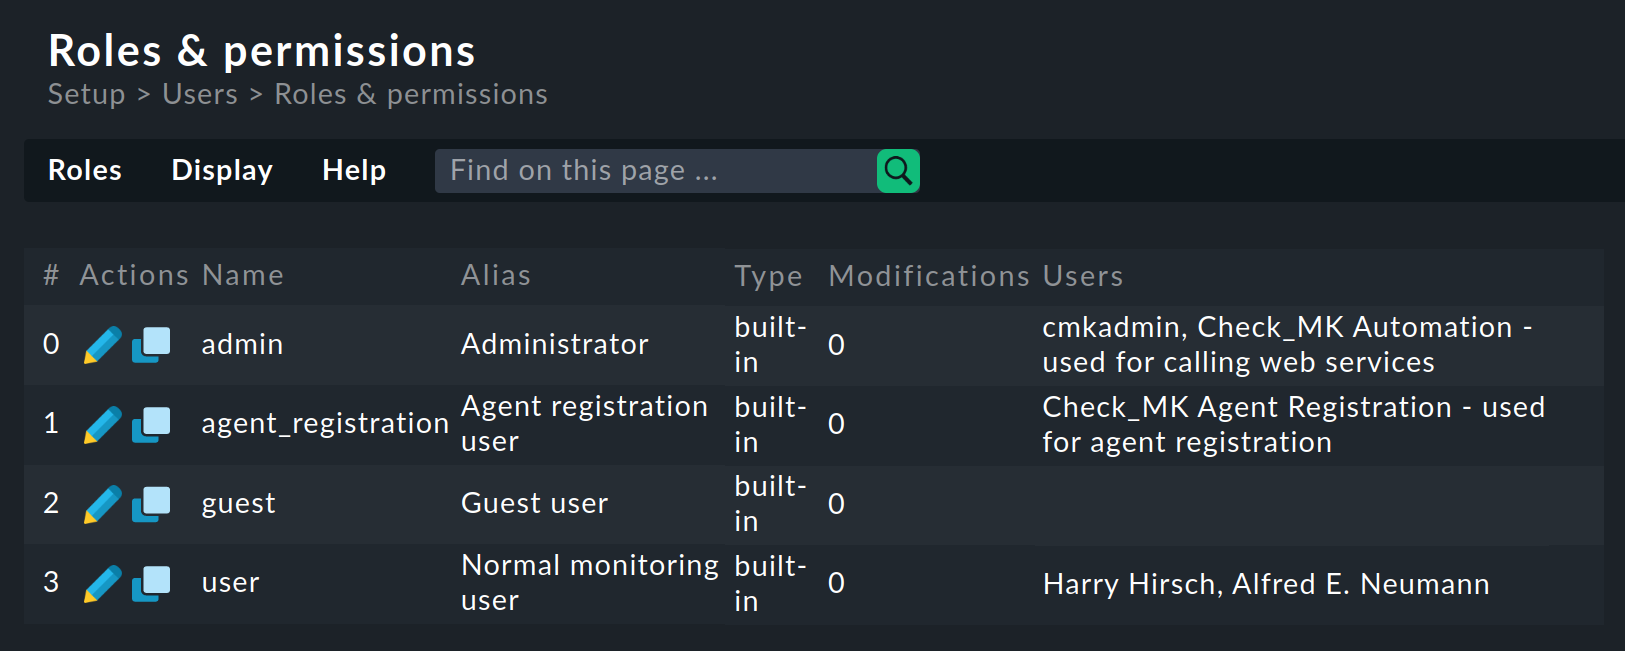 Roles & permissions
Setup > Users > Roles & permissions
Roles Display Help Find on this page ...
# Actions Name Alias Type Modifications Users
0 admin Administrator built-in 0 cmkadmin, Check_MK Automation - used for calling web services
1 agent_registration Agent registration user built-in 0 Check_MK Agent Registration - used for agent registration
2 guest Guest user built-in 0
3 user Normal monitoring user built-in 0 Harry Hirsch, Alfred E. Neumann